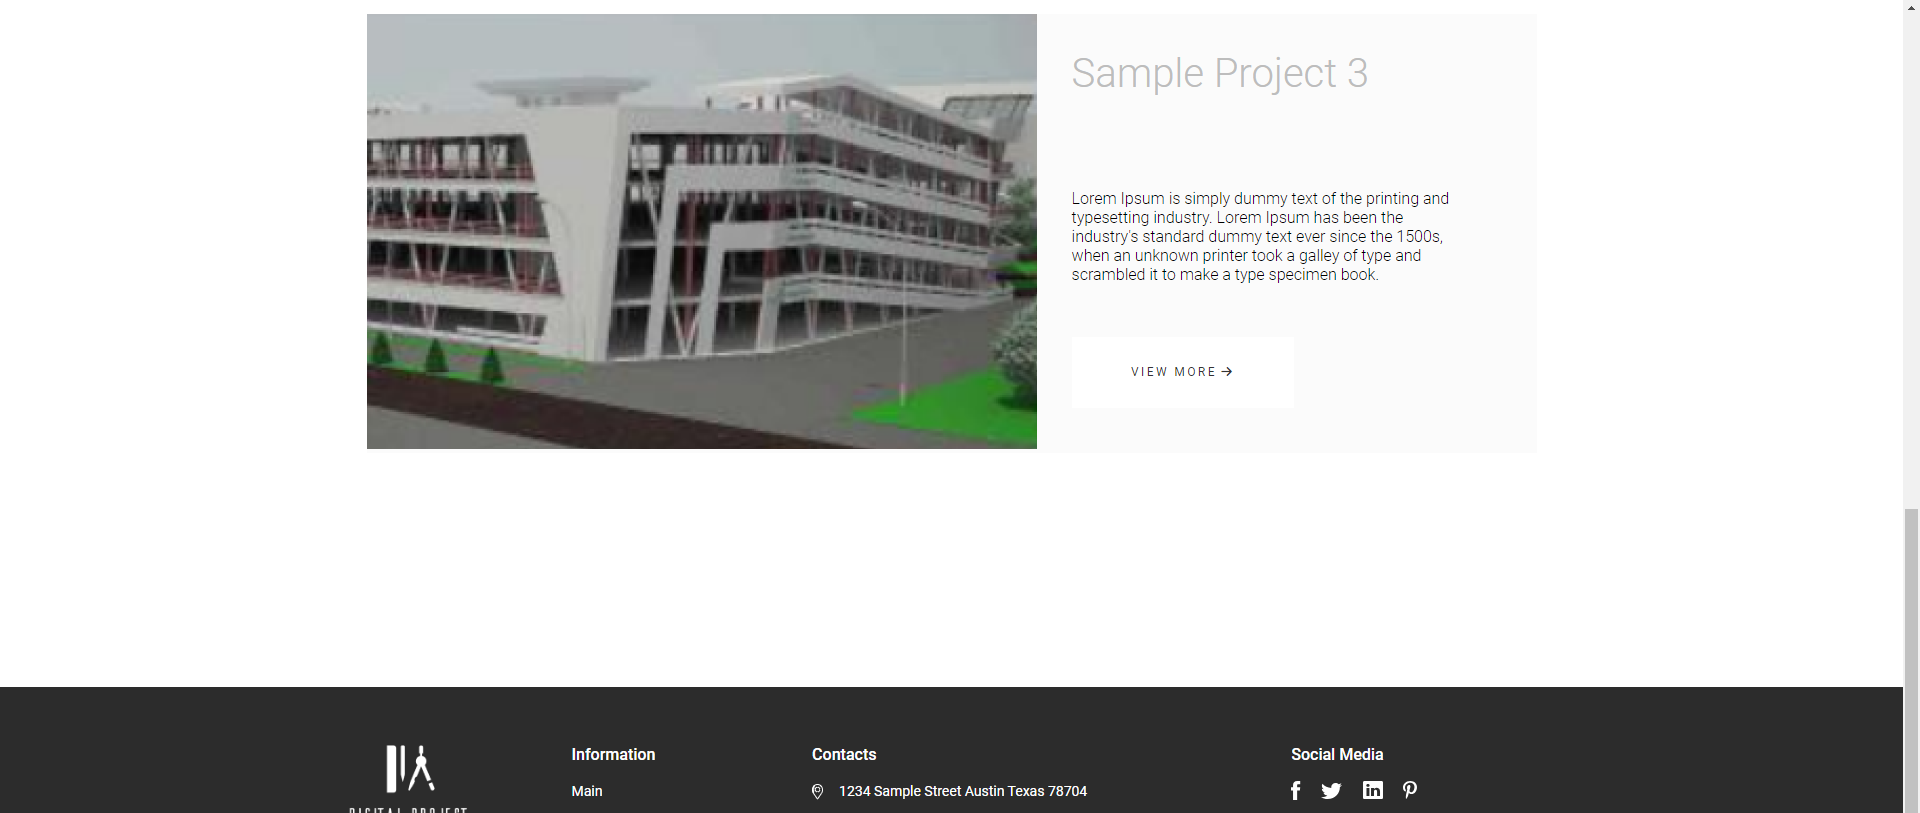 Sample Project 3
Lorem Ipsum is simply dummy text of the printing and
typesetting industry. Lorem Ipsum has been the
industry's standard dummy text ever since the 1500s,
when an unknown printer took a galley of type and
scrambled it to make a type specimen book.
VIEW MORE →
Information
Contacts
Social Media
Main
1234 Sample Street Austin Texas 78704
DIGITAL PROJECT